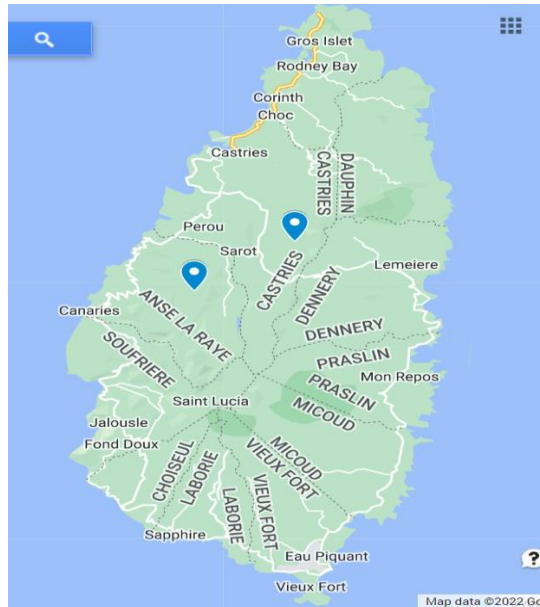 Gros Islet
Rodney Bay
Corinth
Choc
Castries
DAUPHIN
CASTRIES
Perou
Sarot
CASTRIES
DENNERY
Lemeiere
Canaries
ANSE LA RAYE
SOUFRIERE
DENNERY
PRASLIN
PRASLIN
MICOUD
Mon Repos
Saint Lucia
Jalousle
Fond Doux
CHOISEUL
LABORIE
LABORIE
VIEUX FORT
MICOUD
VIEUX FORT
Sapphire
Eau Piquant
?
Vieux Fort
Map data ©2022 Go